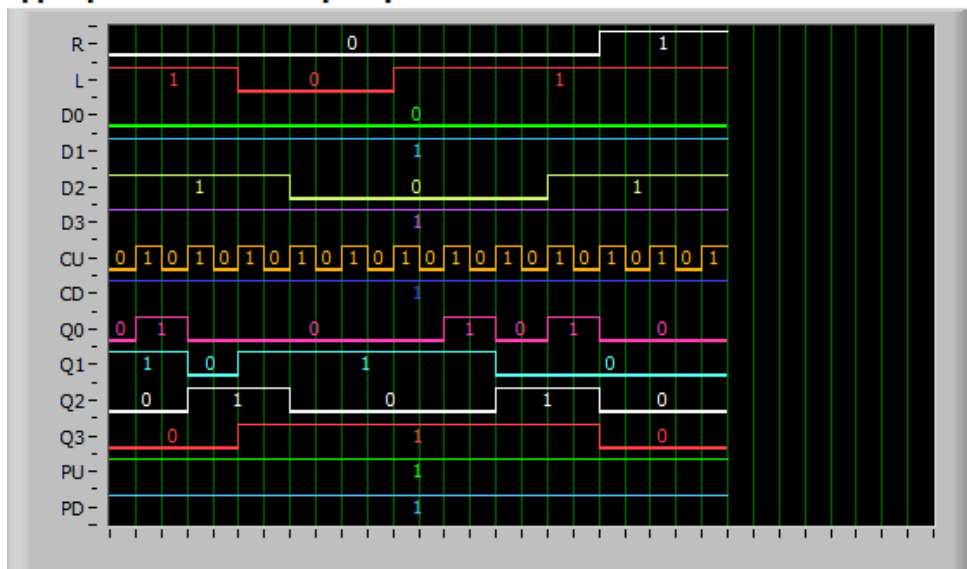 R- 0 1
L- 1 0 1
D0- 0
D1- 1
D2- 1 0 1
D3- 1
CU- 0 1 0 1 0 1 0 1 0 1 0 1 0 1 0 1 0 1 0 1 0 1 0 1
CD- 1
Q0- 0 1 0 1 0 1 0
Q1- 1 0 1 0
Q2- 0 1 0 1 0
Q3- 0 1 0
PU- 1
PD- 1